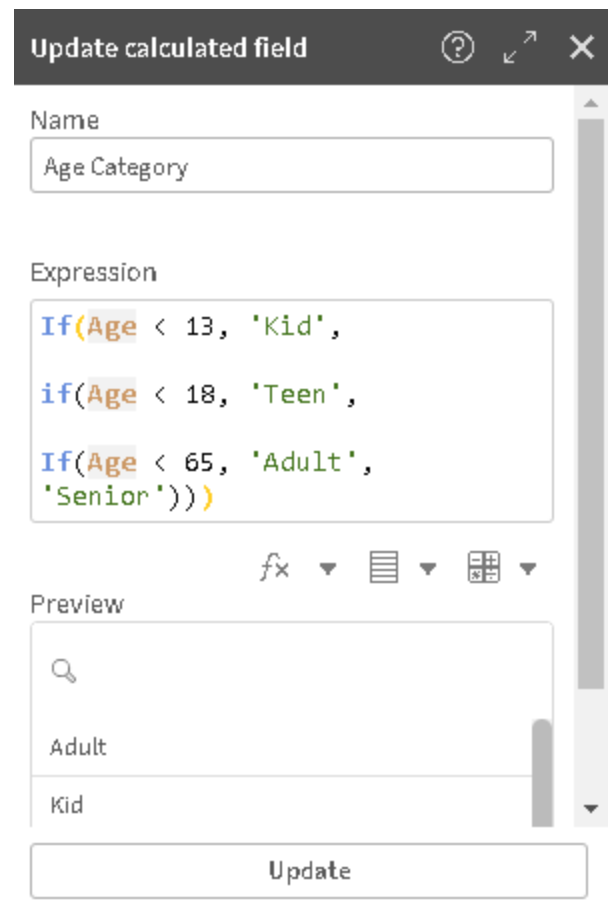 Update calculated field
Name
Age Category
Expression
If(Age < 13, 'Kid',
if(Age < 18, 'Teen',
If(Age < 65, 'Adult',
'Senior')))
fx
Preview
Adult
Kid
Update